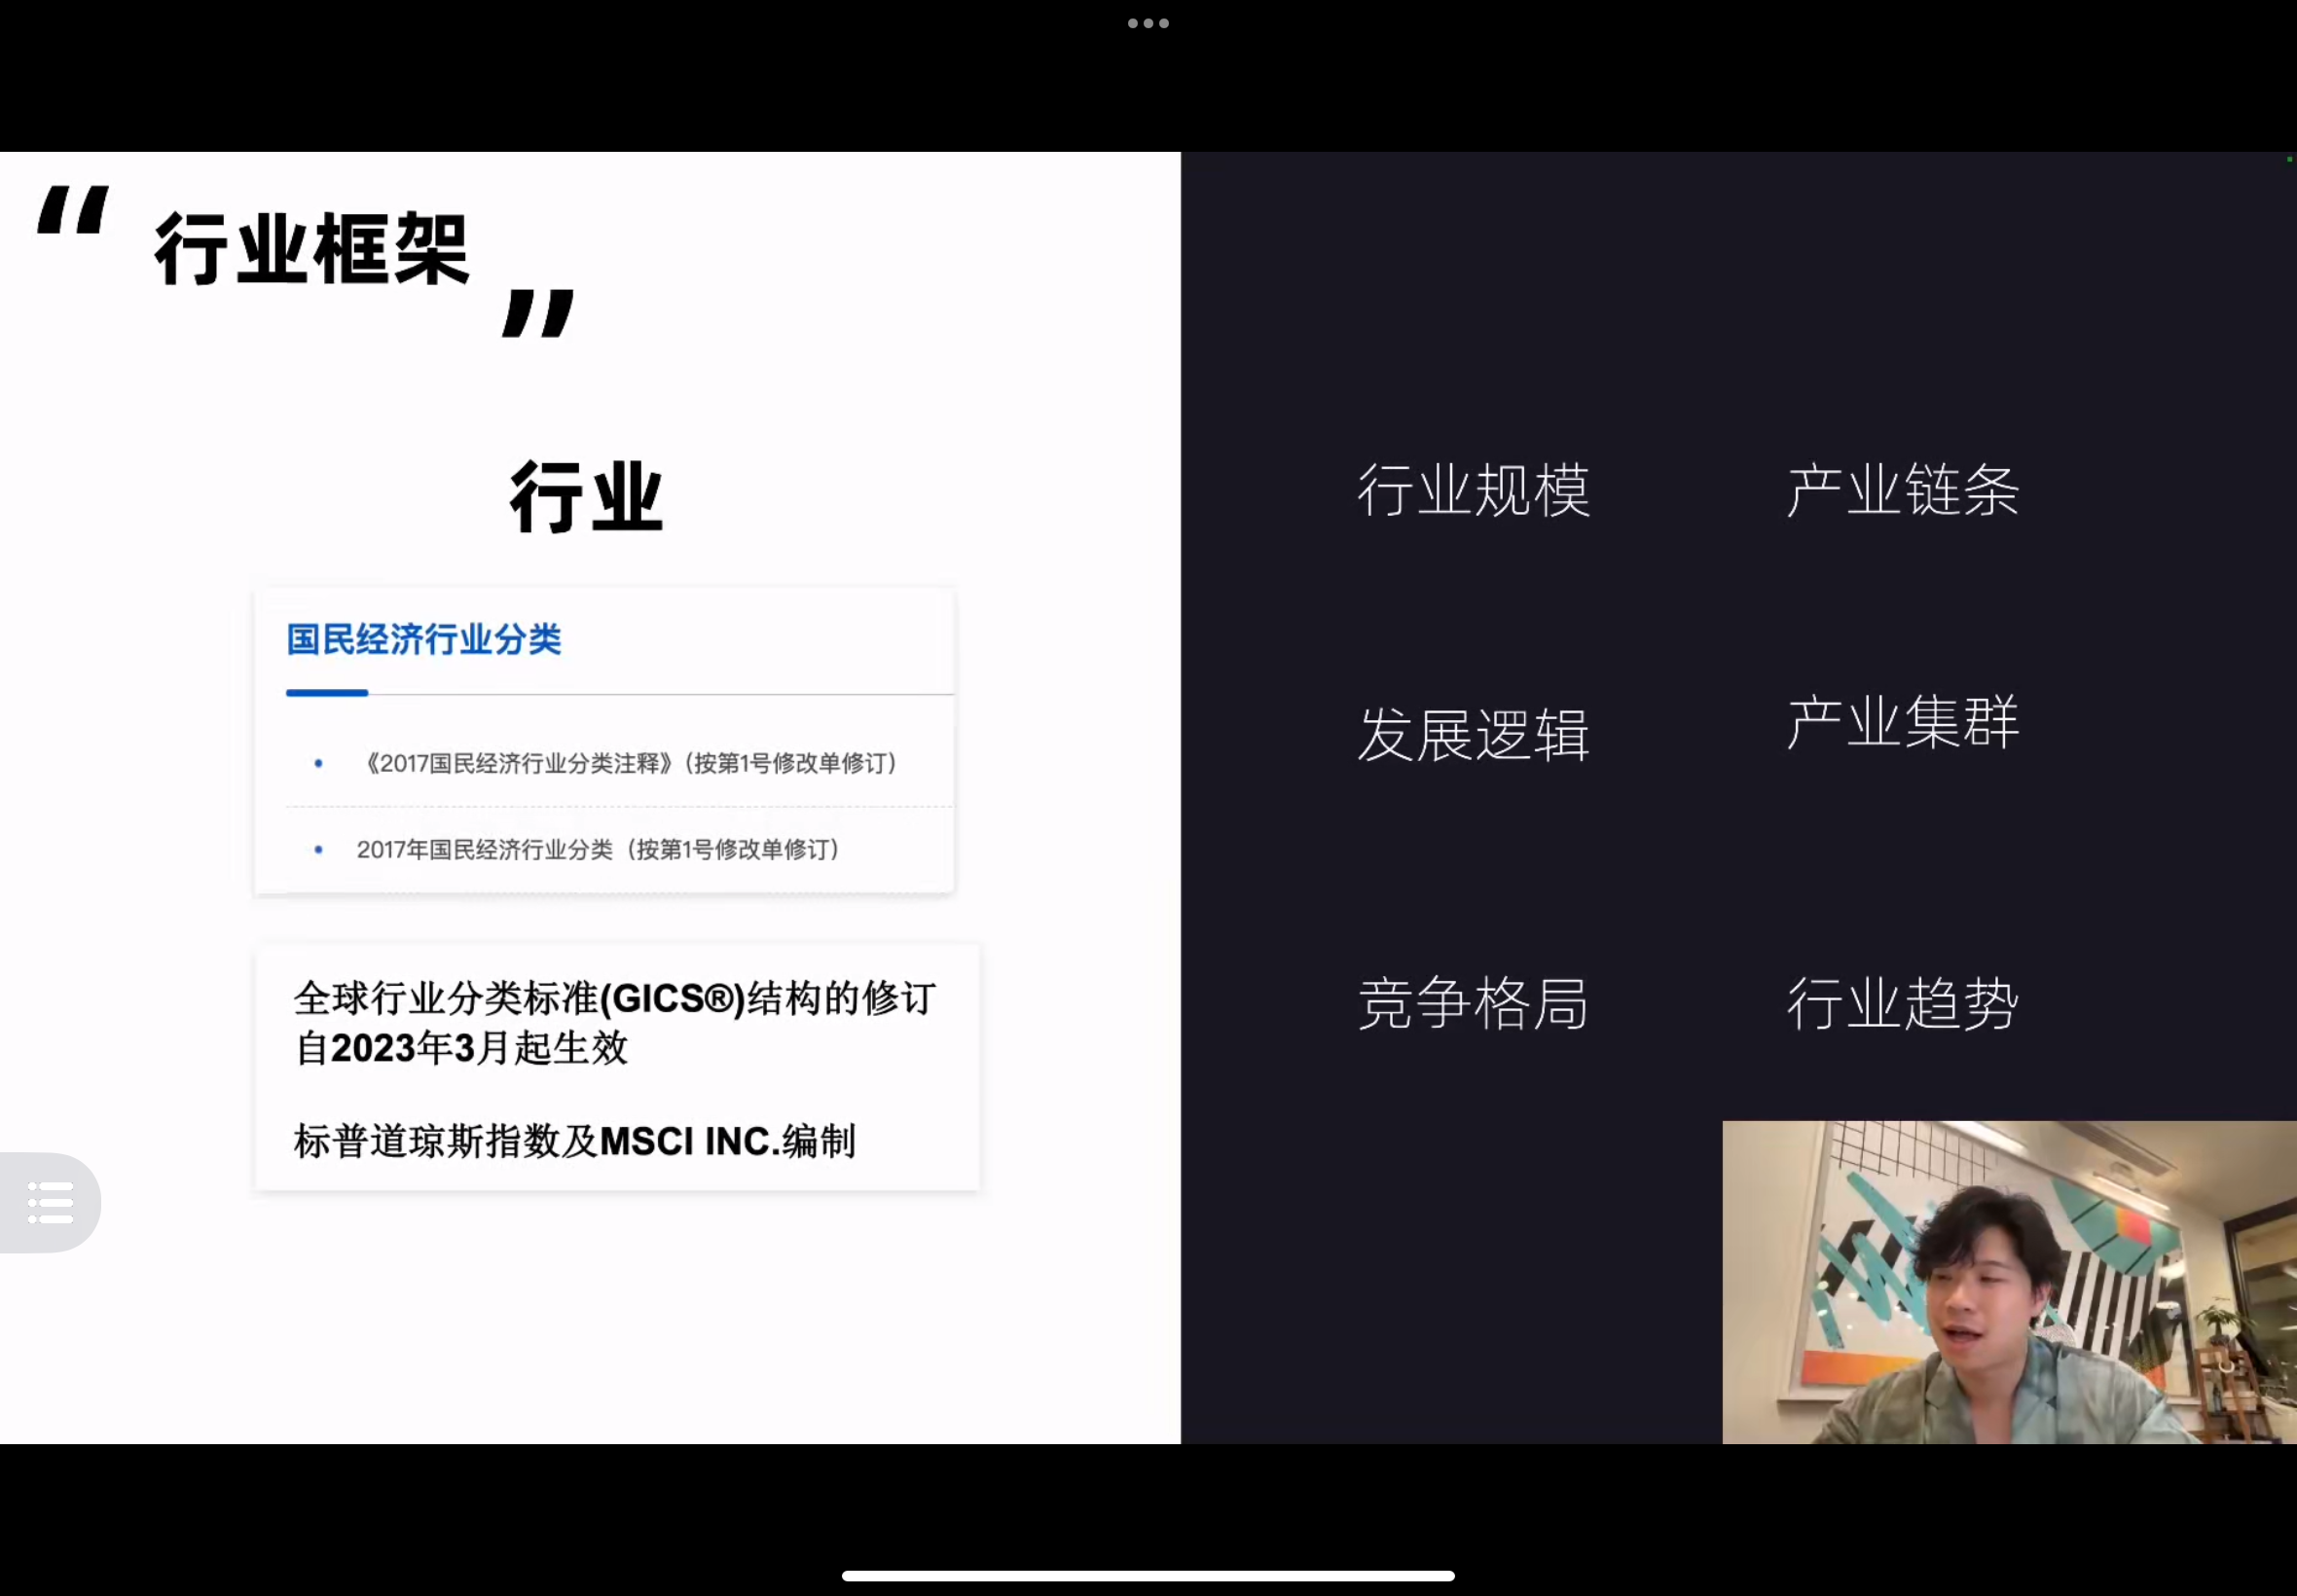 “ 行业框架 ”
行业
国民经济行业分类
• 《2017国民经济行业分类注释》（按第1号修改单修订）
• 2017年国民经济行业分类（按第1号修改单修订）
全球行业分类标准(GICS®)结构的修订
自2023年3月起生效
标普道琼斯指数及MSCI INC.编制
行业规模
产业链条
发展逻辑
产业集群
竞争格局
行业趋势